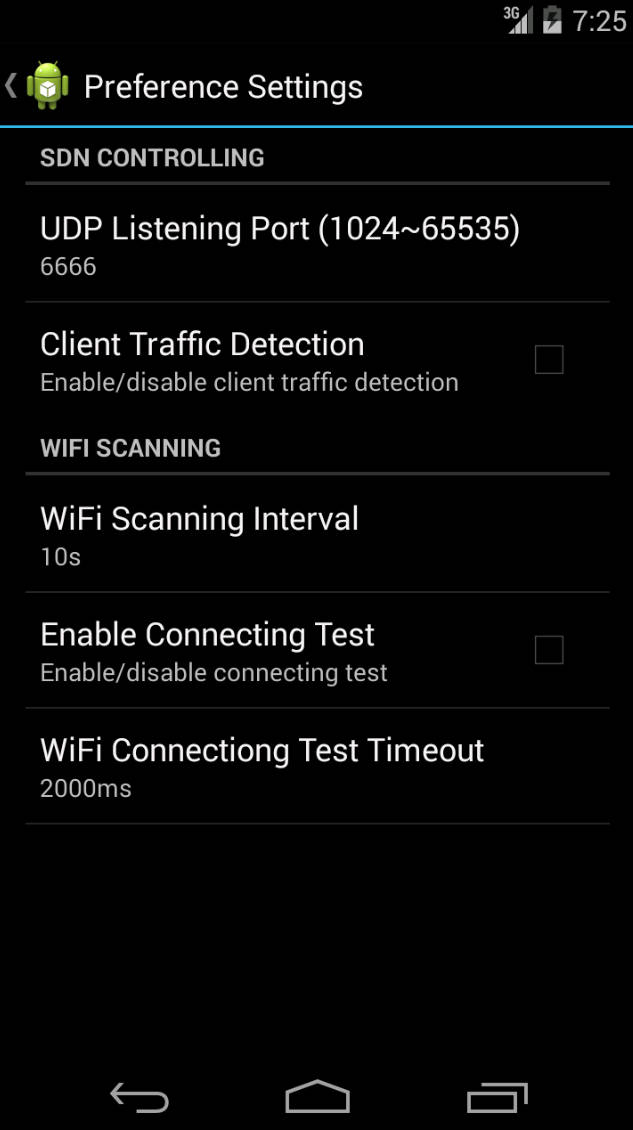 3G 7:25
Preference Settings
SDN CONTROLLING
UDP Listening Port (1024~65535)
6666
Client Traffic Detection
Enable/disable client traffic detection
WIFI SCANNING
WiFi Scanning Interval
10s
Enable Connecting Test
Enable/disable connecting test
WiFi Connectiong Test Timeout
2000ms